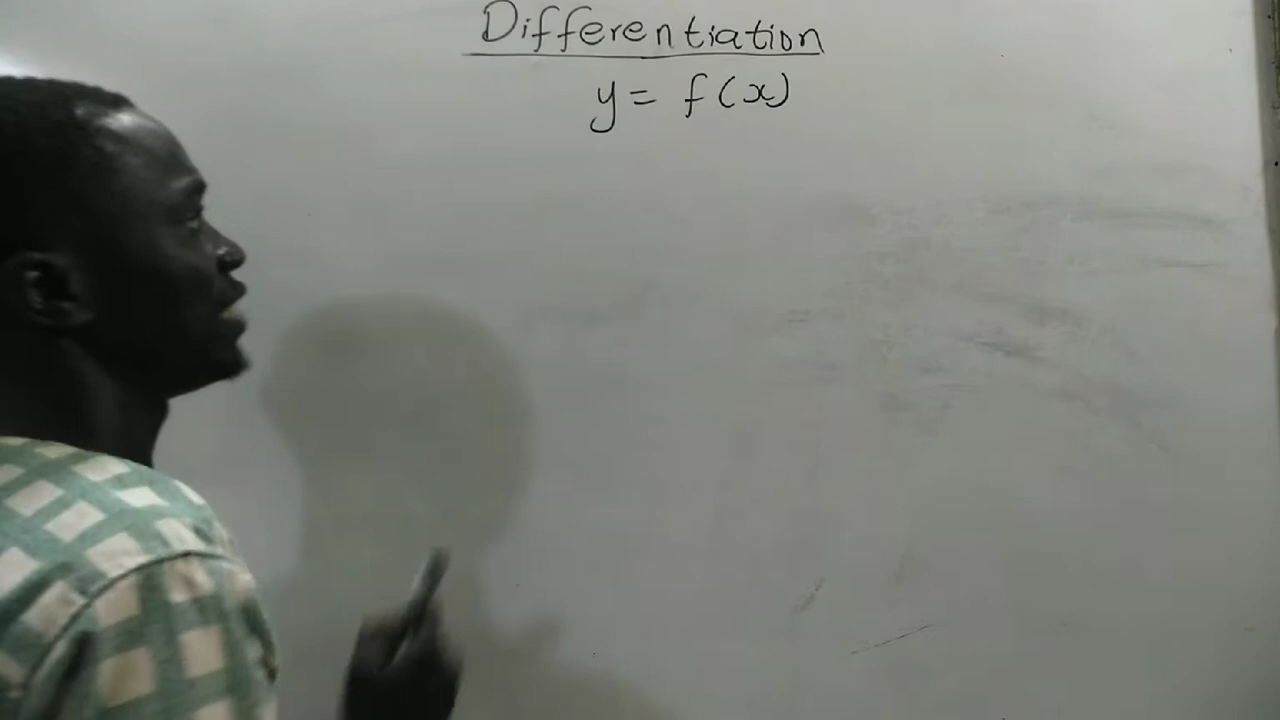 Differentiation
y = f(x)